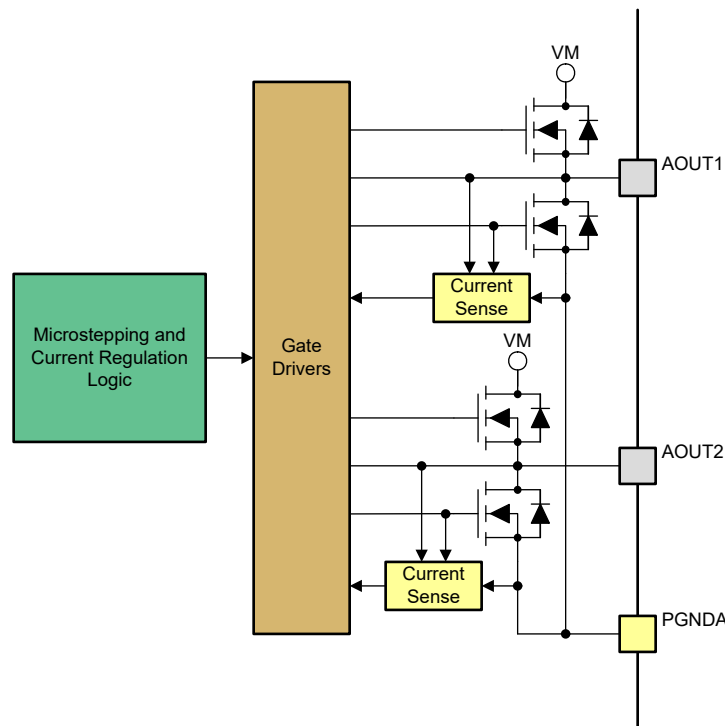 VM
AOUT1
Current
Sense
Microstepping and
Current Regulation
Logic
Gate
Drivers
VM
AOUT2
Current
Sense
PGNDA